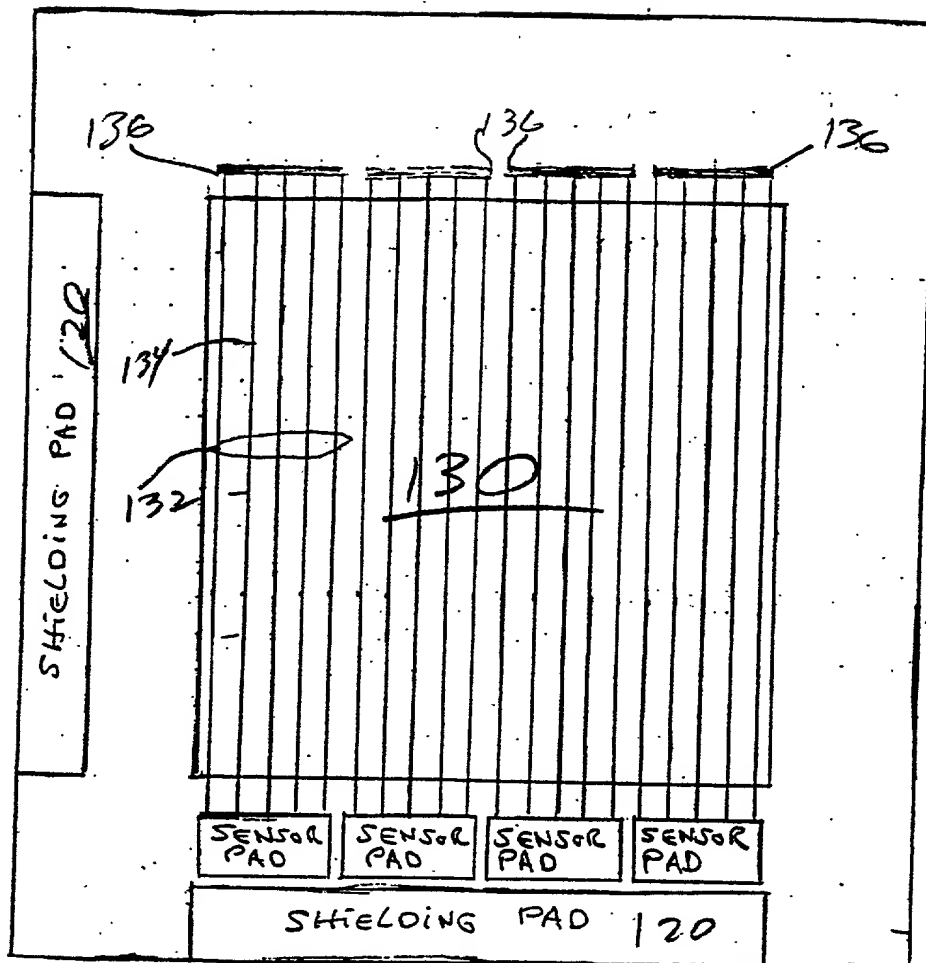 136
136
136
SHiELDiNG PAD 120
134
132
130
SENSOR PAD
SENSOR PAD
SENSOR PAD
SENSOR PAD
SHiELDiNG PAD 120